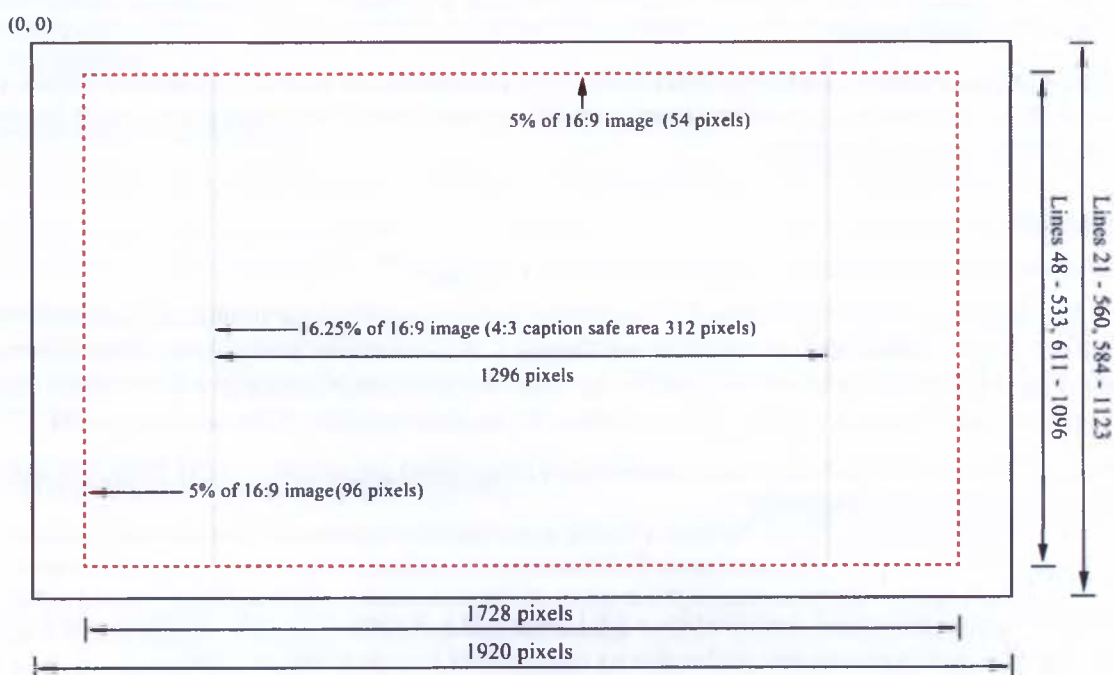 (0, 0)
5% of 16:9 image (54 pixels)
16.25% of 16:9 image (4:3 caption safe area 312 pixels)
1296 pixels
5% of 16:9 image(96 pixels)
1728 pixels
1920 pixels
Lines 48 - 533, 611 - 1096
Lines 21 - 560, 584 - 1123